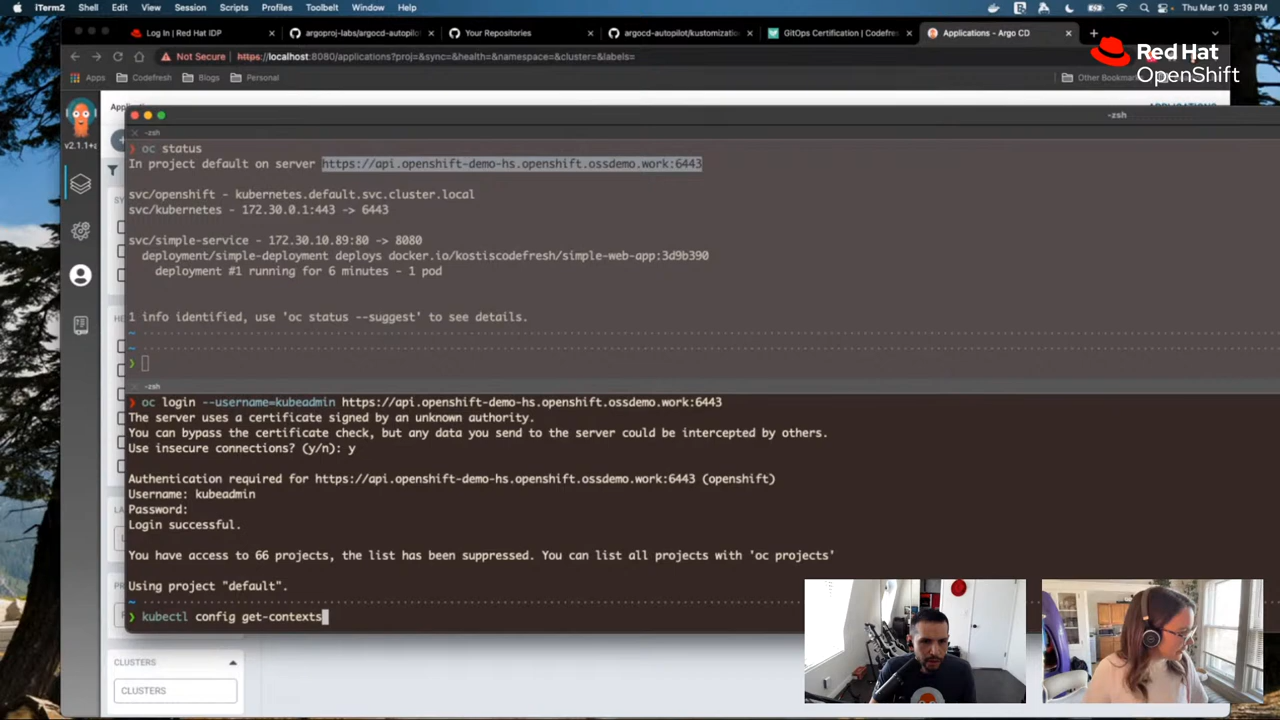 iTerm2 Shell Edit View Session Scripts Profiles Toolbelt Window Help Thu Mar 10 3:39 PM
Log In | Red Hat IDP
argoproj-labs/argocd-autopilo
Your Repositories
argocd-autopilot/kustomization
GitOps Certification | Codefres
Applications - Argo CD
Not Secure https://localhost:8080/applications?proj=&sync=&health=&namespace=&cluster=&labels=
Apps Codefresh Blogs Personal Other Bookmar
Red Hat
OpenShift
v2.1.1+
-zsh
-zsh
❯ oc status
In project default on server https://api.openshift-demo-hs.openshift.ossdemo.work:6443
svc/openshift - kubernetes.default.svc.cluster.local
svc/kubernetes - 172.30.0.1:443 -> 6443
svc/simple-service - 172.30.10.89:80 -> 8080
deployment/simple-deployment deploys docker.io/kostiscodefresh/simple-web-app:3d9b390
deployment #1 running for 6 minutes - 1 pod
1 info identified, use 'oc status --suggest' to see details.
~
~
❯
-zsh
❯ oc login --username=kubeadmin https://api.openshift-demo-hs.openshift.ossdemo.work:6443
The server uses a certificate signed by an unknown authority.
You can bypass the certificate check, but any data you send to the server could be intercepted by others.
Use insecure connections? (y/n): y
Authentication required for https://api.openshift-demo-hs.openshift.ossdemo.work:6443 (openshift)
Username: kubeadmin
Password:
Login successful.
You have access to 66 projects, the list has been suppressed. You can list all projects with 'oc projects'
Using project "default".
~
❯ kubectl config get-contexts
CLUSTERS
CLUSTERS